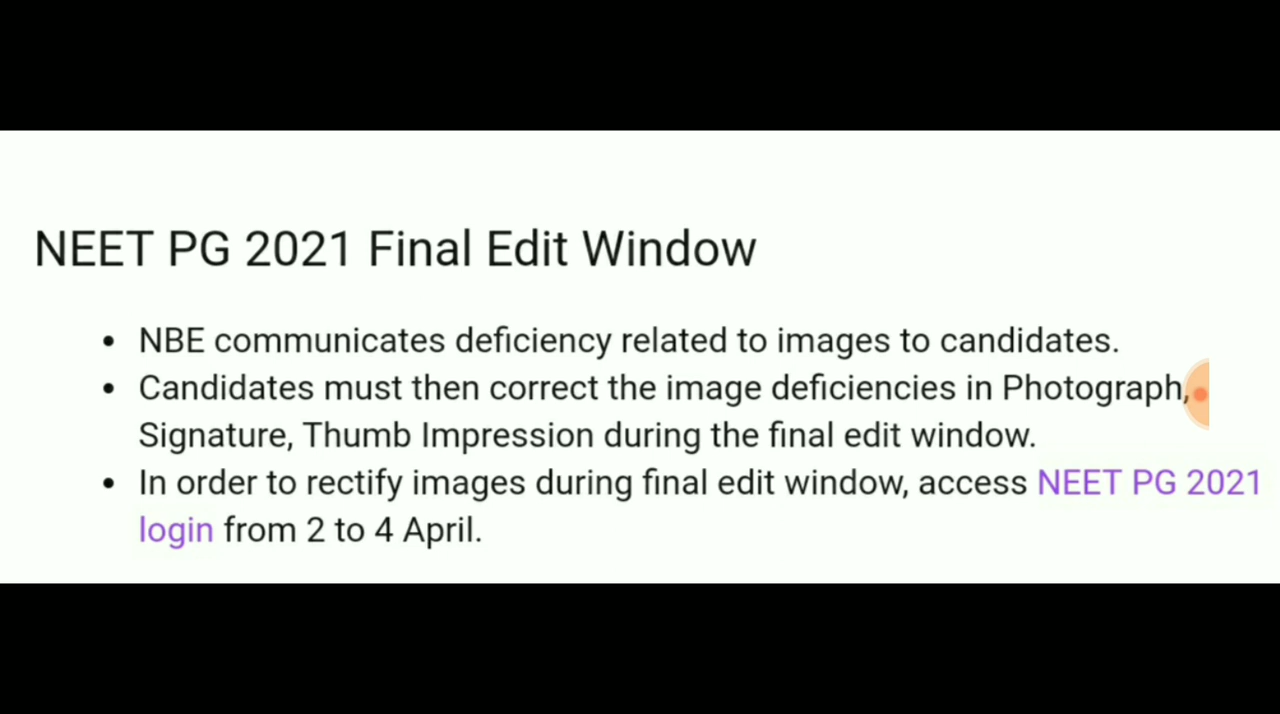 NEET PG 2021 Final Edit Window
• NBE communicates deficiency related to images to candidates.
• Candidates must then correct the image deficiencies in Photograph,
Signature, Thumb Impression during the final edit window.
• In order to rectify images during final edit window, access NEET PG 2021
login from 2 to 4 April.